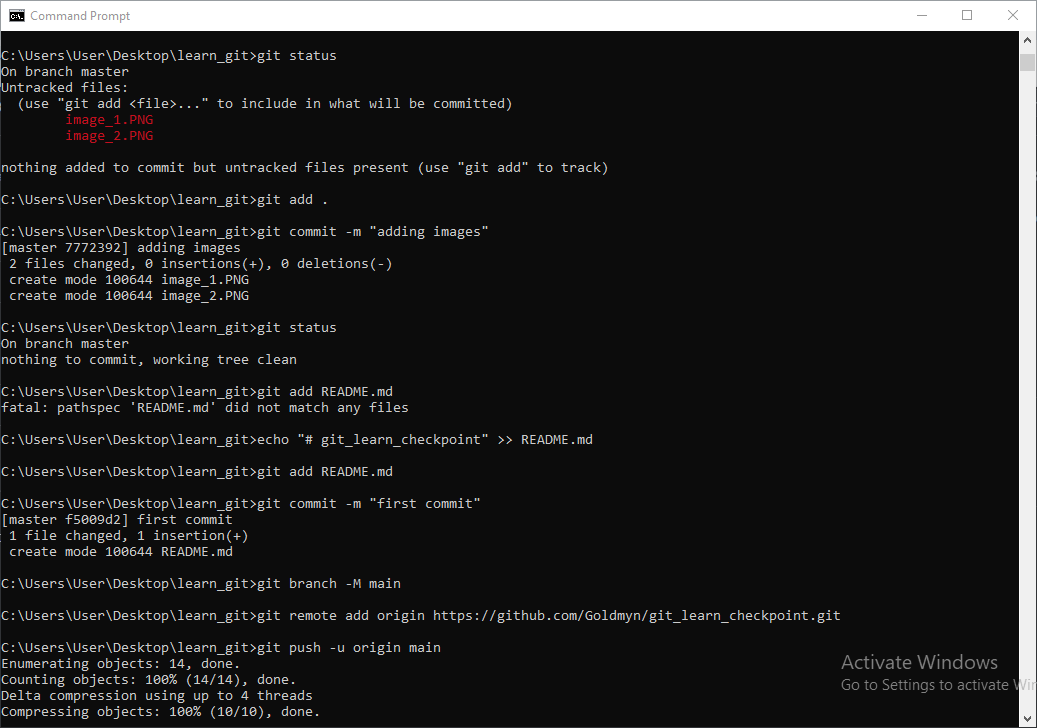 Command Prompt
C:\Users\User\Desktop\learn_git>git status
On branch master
Untracked files:
  (use "git add <file>..." to include in what will be committed)
        image_1.PNG
        image_2.PNG
nothing added to commit but untracked files present (use "git add" to track)
C:\Users\User\Desktop\learn_git>git add .
C:\Users\User\Desktop\learn_git>git commit -m "adding images"
[master 7772392] adding images
 2 files changed, 0 insertions(+), 0 deletions(-)
 create mode 100644 image_1.PNG
 create mode 100644 image_2.PNG
C:\Users\User\Desktop\learn_git>git status
On branch master
nothing to commit, working tree clean
C:\Users\User\Desktop\learn_git>git add README.md
fatal: pathspec 'README.md' did not match any files
C:\Users\User\Desktop\learn_git>echo "# git_learn_checkpoint" >> README.md
C:\Users\User\Desktop\learn_git>git add README.md
C:\Users\User\Desktop\learn_git>git commit -m "first commit"
[master f5009d2] first commit
 1 file changed, 1 insertion(+)
 create mode 100644 README.md
C:\Users\User\Desktop\learn_git>git branch -M main
C:\Users\User\Desktop\learn_git>git remote add origin https://github.com/Goldmyn/git_learn_checkpoint.git
C:\Users\User\Desktop\learn_git>git push -u origin main
Enumerating objects: 14, done.
Counting objects: 100% (14/14), done.
Delta compression using up to 4 threads
Compressing objects: 100% (10/10), done.
Activate Windows
Go to Settings to activate Win